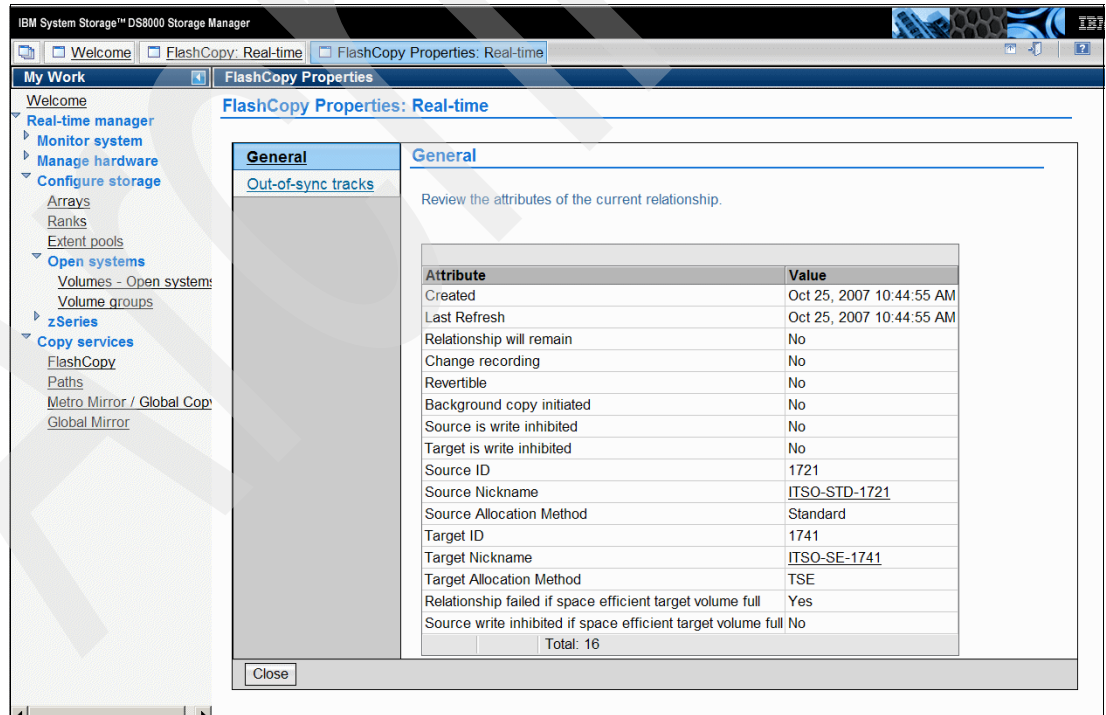 IBM System Storage™ DS8000 Storage Manager
IBM
Welcome
FlashCopy: Real-time
FlashCopy Properties: Real-time
?
My Work
FlashCopy Properties
Welcome
Real-time manager
Monitor system
Manage hardware
Configure storage
Arrays
Ranks
Extent pools
Open systems
Volumes - Open systems
Volume groups
zSeries
Copy services
FlashCopy
Paths
Metro Mirror / Global Copy
Global Mirror
FlashCopy Properties: Real-time
General
Out-of-sync tracks
General
Review the attributes of the current relationship.
Attribute Value
Created Oct 25, 2007 10:44:55 AM
Last Refresh Oct 25, 2007 10:44:55 AM
Relationship will remain No
Change recording No
Revertible No
Background copy initiated No
Source is write inhibited No
Target is write inhibited No
Source ID 1721
Source Nickname ITSO-STD-1721
Source Allocation Method Standard
Target ID 1741
Target Nickname ITSO-SE-1741
Target Allocation Method TSE
Relationship failed if space efficient target volume full Yes
Source write inhibited if space efficient target volume full No
Total: 16
Close